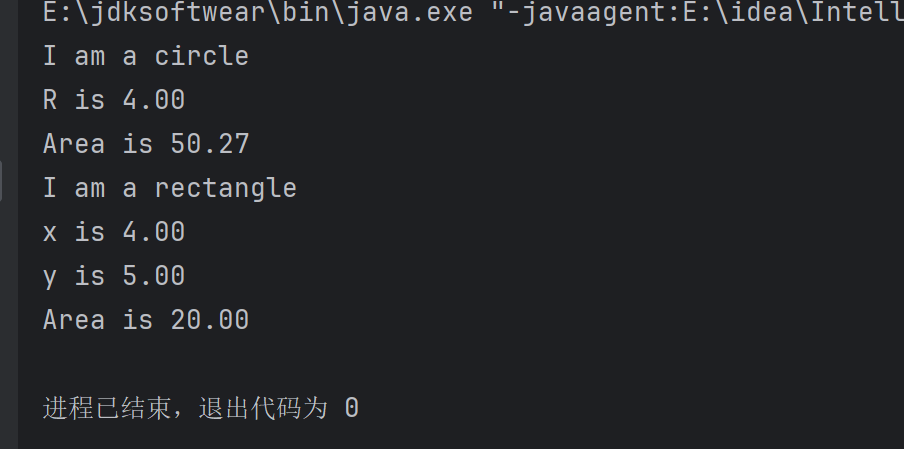 E:\jdksoftwear\bin\java.exe "-javaagent:E:\idea\Intell
I am a circle
R is 4.00
Area is 50.27
I am a rectangle
x is 4.00
y is 5.00
Area is 20.00
进程已结束，退出代码为 0